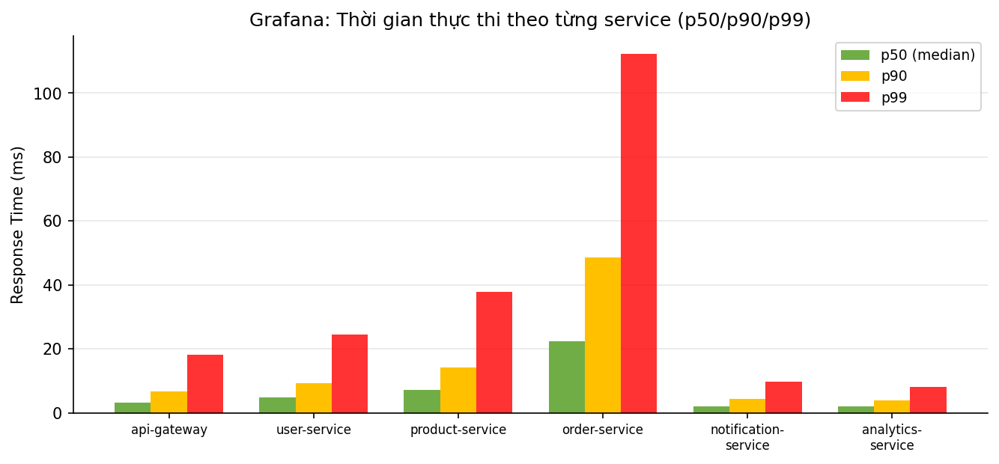 Grafana: Thời gian thực thi theo từng service (p50/p90/p99)
p50 (median)
p90
p99
Response Time (ms)
100
80
60
40
20
0
api-gateway
user-service
product-service
order-service
notification-
service
analytics-
service